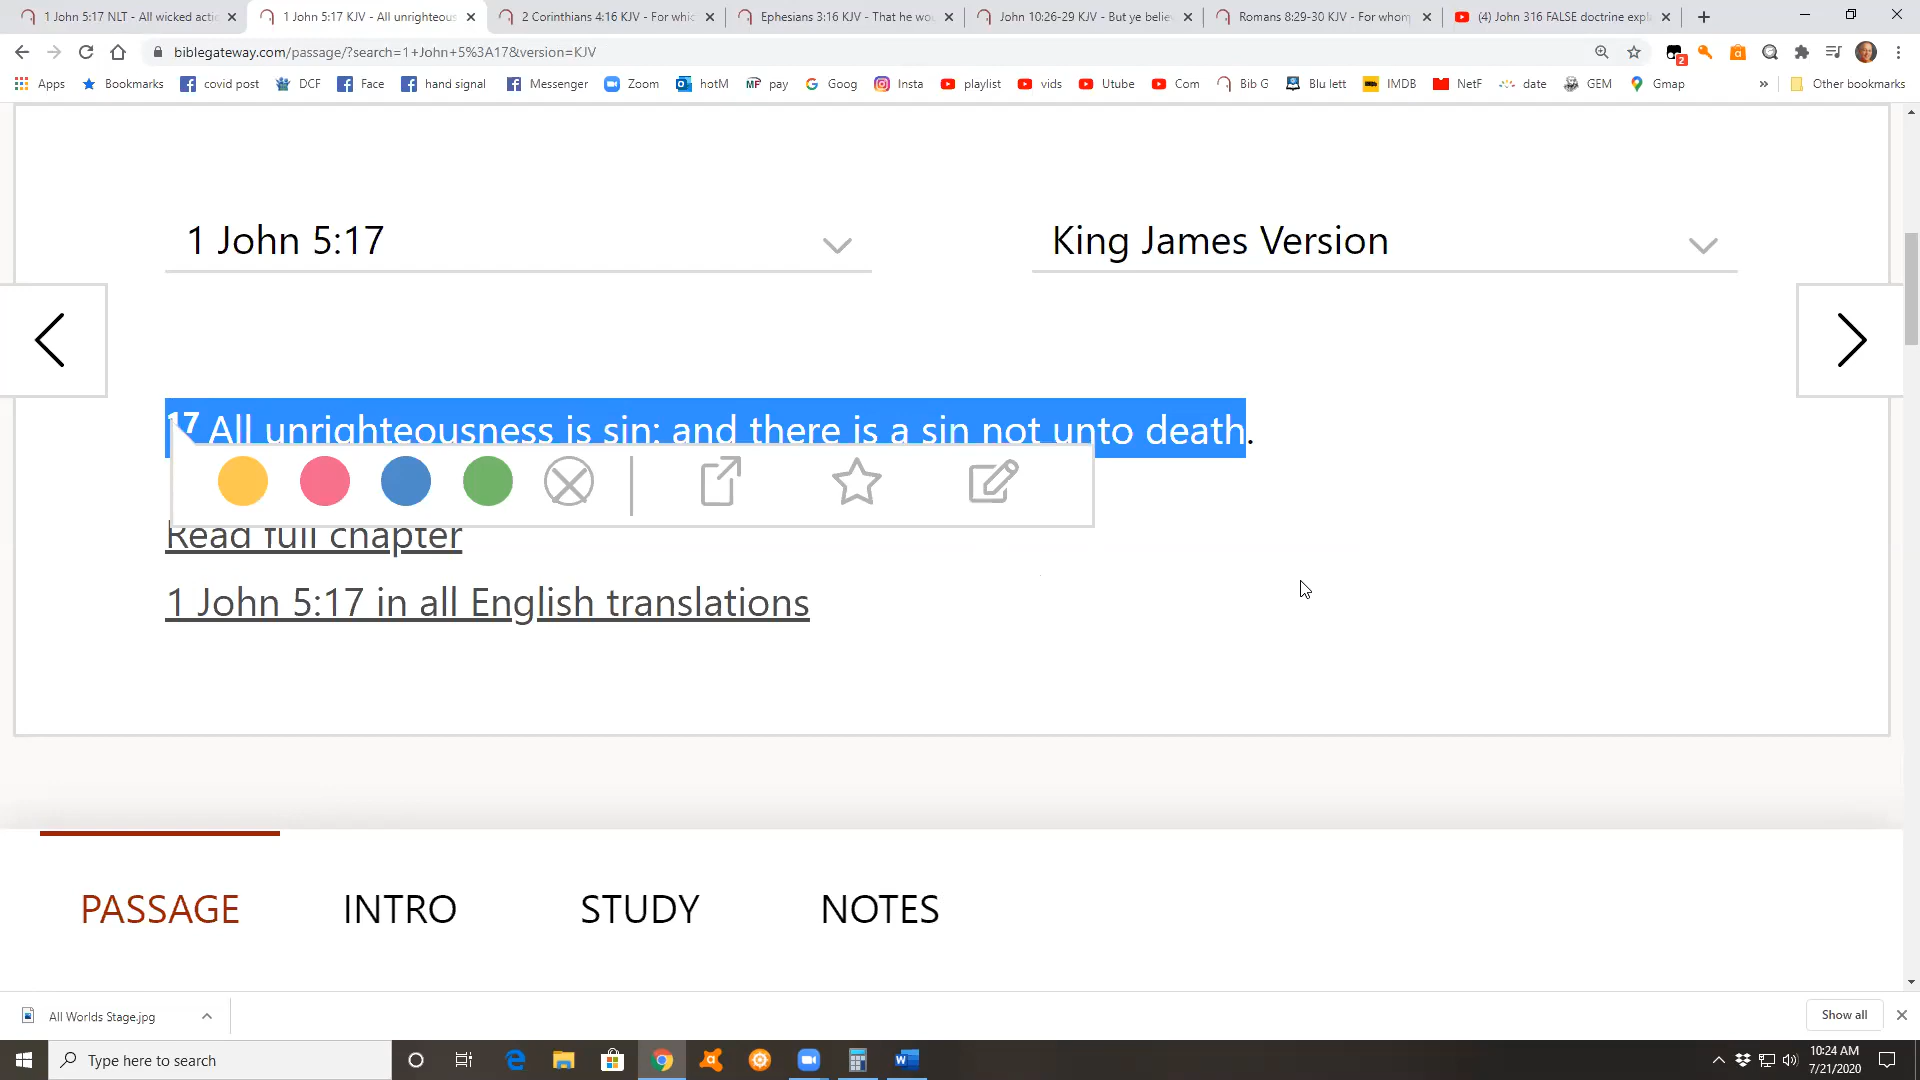 1 John 5:17 NLT - All wicked acti
1 John 5:17 KJV - All unrighteous
2 Corinthians 4:16 KJV - For whic
Ephesians 3:16 KJV - That he wou
John 10:26-29 KJV - But ye believ
Romans 8:29-30 KJV - For whom
(4) John 316 FALSE doctrine expla
biblegateway.com/passage/?search=1+John+5%3A17&version=KJV
2
Apps
Bookmarks
covid post
DCF
Face
hand signal
Messenger
Zoom
hotM
pay
Goog
Insta
playlist
vids
Utube
Com
Bib G
Blu lett
IMDB
NetF
date
GEM
Gmap
»
Other bookmarks
1 John 5:17
King James Version
17 All unrighteousness is sin: and there is a sin not unto death.
Read full chapter
1 John 5:17 in all English translations
PASSAGE
INTRO
STUDY
NOTES
All Worlds Stage.jpg
Show all
Type here to search
10:24 AM
7/21/2020